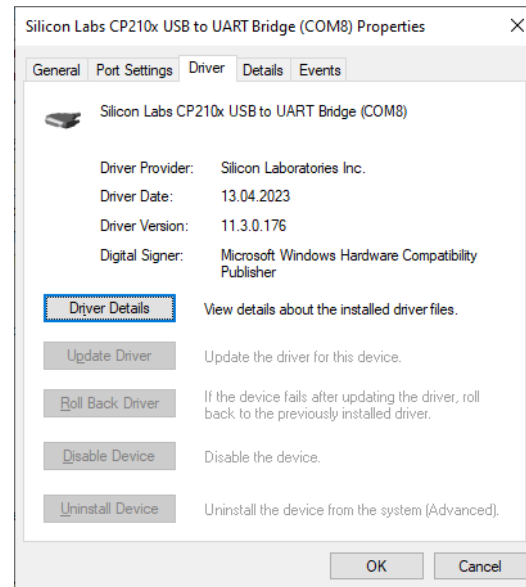 Silicon Labs CP210x USB to UART Bridge (COM8) Properties
General Port Settings Driver Details Events
Silicon Labs CP210x USB to UART Bridge (COM8)
Driver Provider: Silicon Laboratories Inc.
Driver Date: 13.04.2023
Driver Version: 11.3.0.176
Digital Signer: Microsoft Windows Hardware Compatibility
Publisher
Driver Details View details about the installed driver files.
Update Driver Update the driver for this device.
Roll Back Driver If the device fails after updating the driver, roll
back to the previously installed driver.
Disable Device Disable the device.
Uninstall Device Uninstall the device from the system (Advanced).
OK Cancel